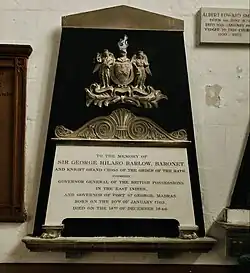 TO THE MEMORY OF
SIR GEORGE HILARO BARLOW, BARONET
AND KNIGHT GRAND CROSS OF THE ORDER OF THE BATH
GOVERNOR GENERAL OF THE BRITISH POSSESSIONS
IN THE EAST INDIES,
AND GOVERNOR OF FORT ST GEORGE, MADRAS
BORN ON THE 20TH OF JANUARY
DIED ON THE OF DECEMBER 1846
ALBERT EDWARD